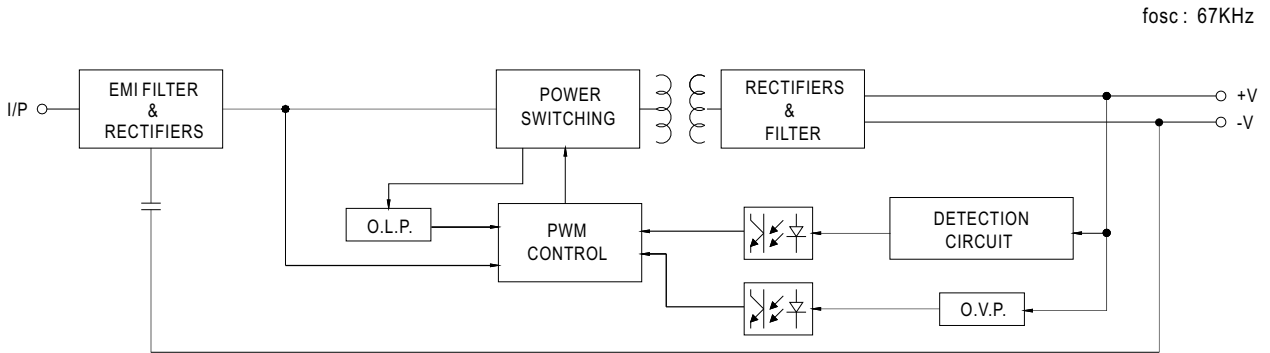 fosc : 67KHz
I/P
EMI FILTER
&
RECTIFIERS
POWER
SWITCHING
RECTIFIERS
&
FILTER
+V
-V
O.L.P.
PWM
CONTROL
DETECTION
CIRCUIT
O.V.P.